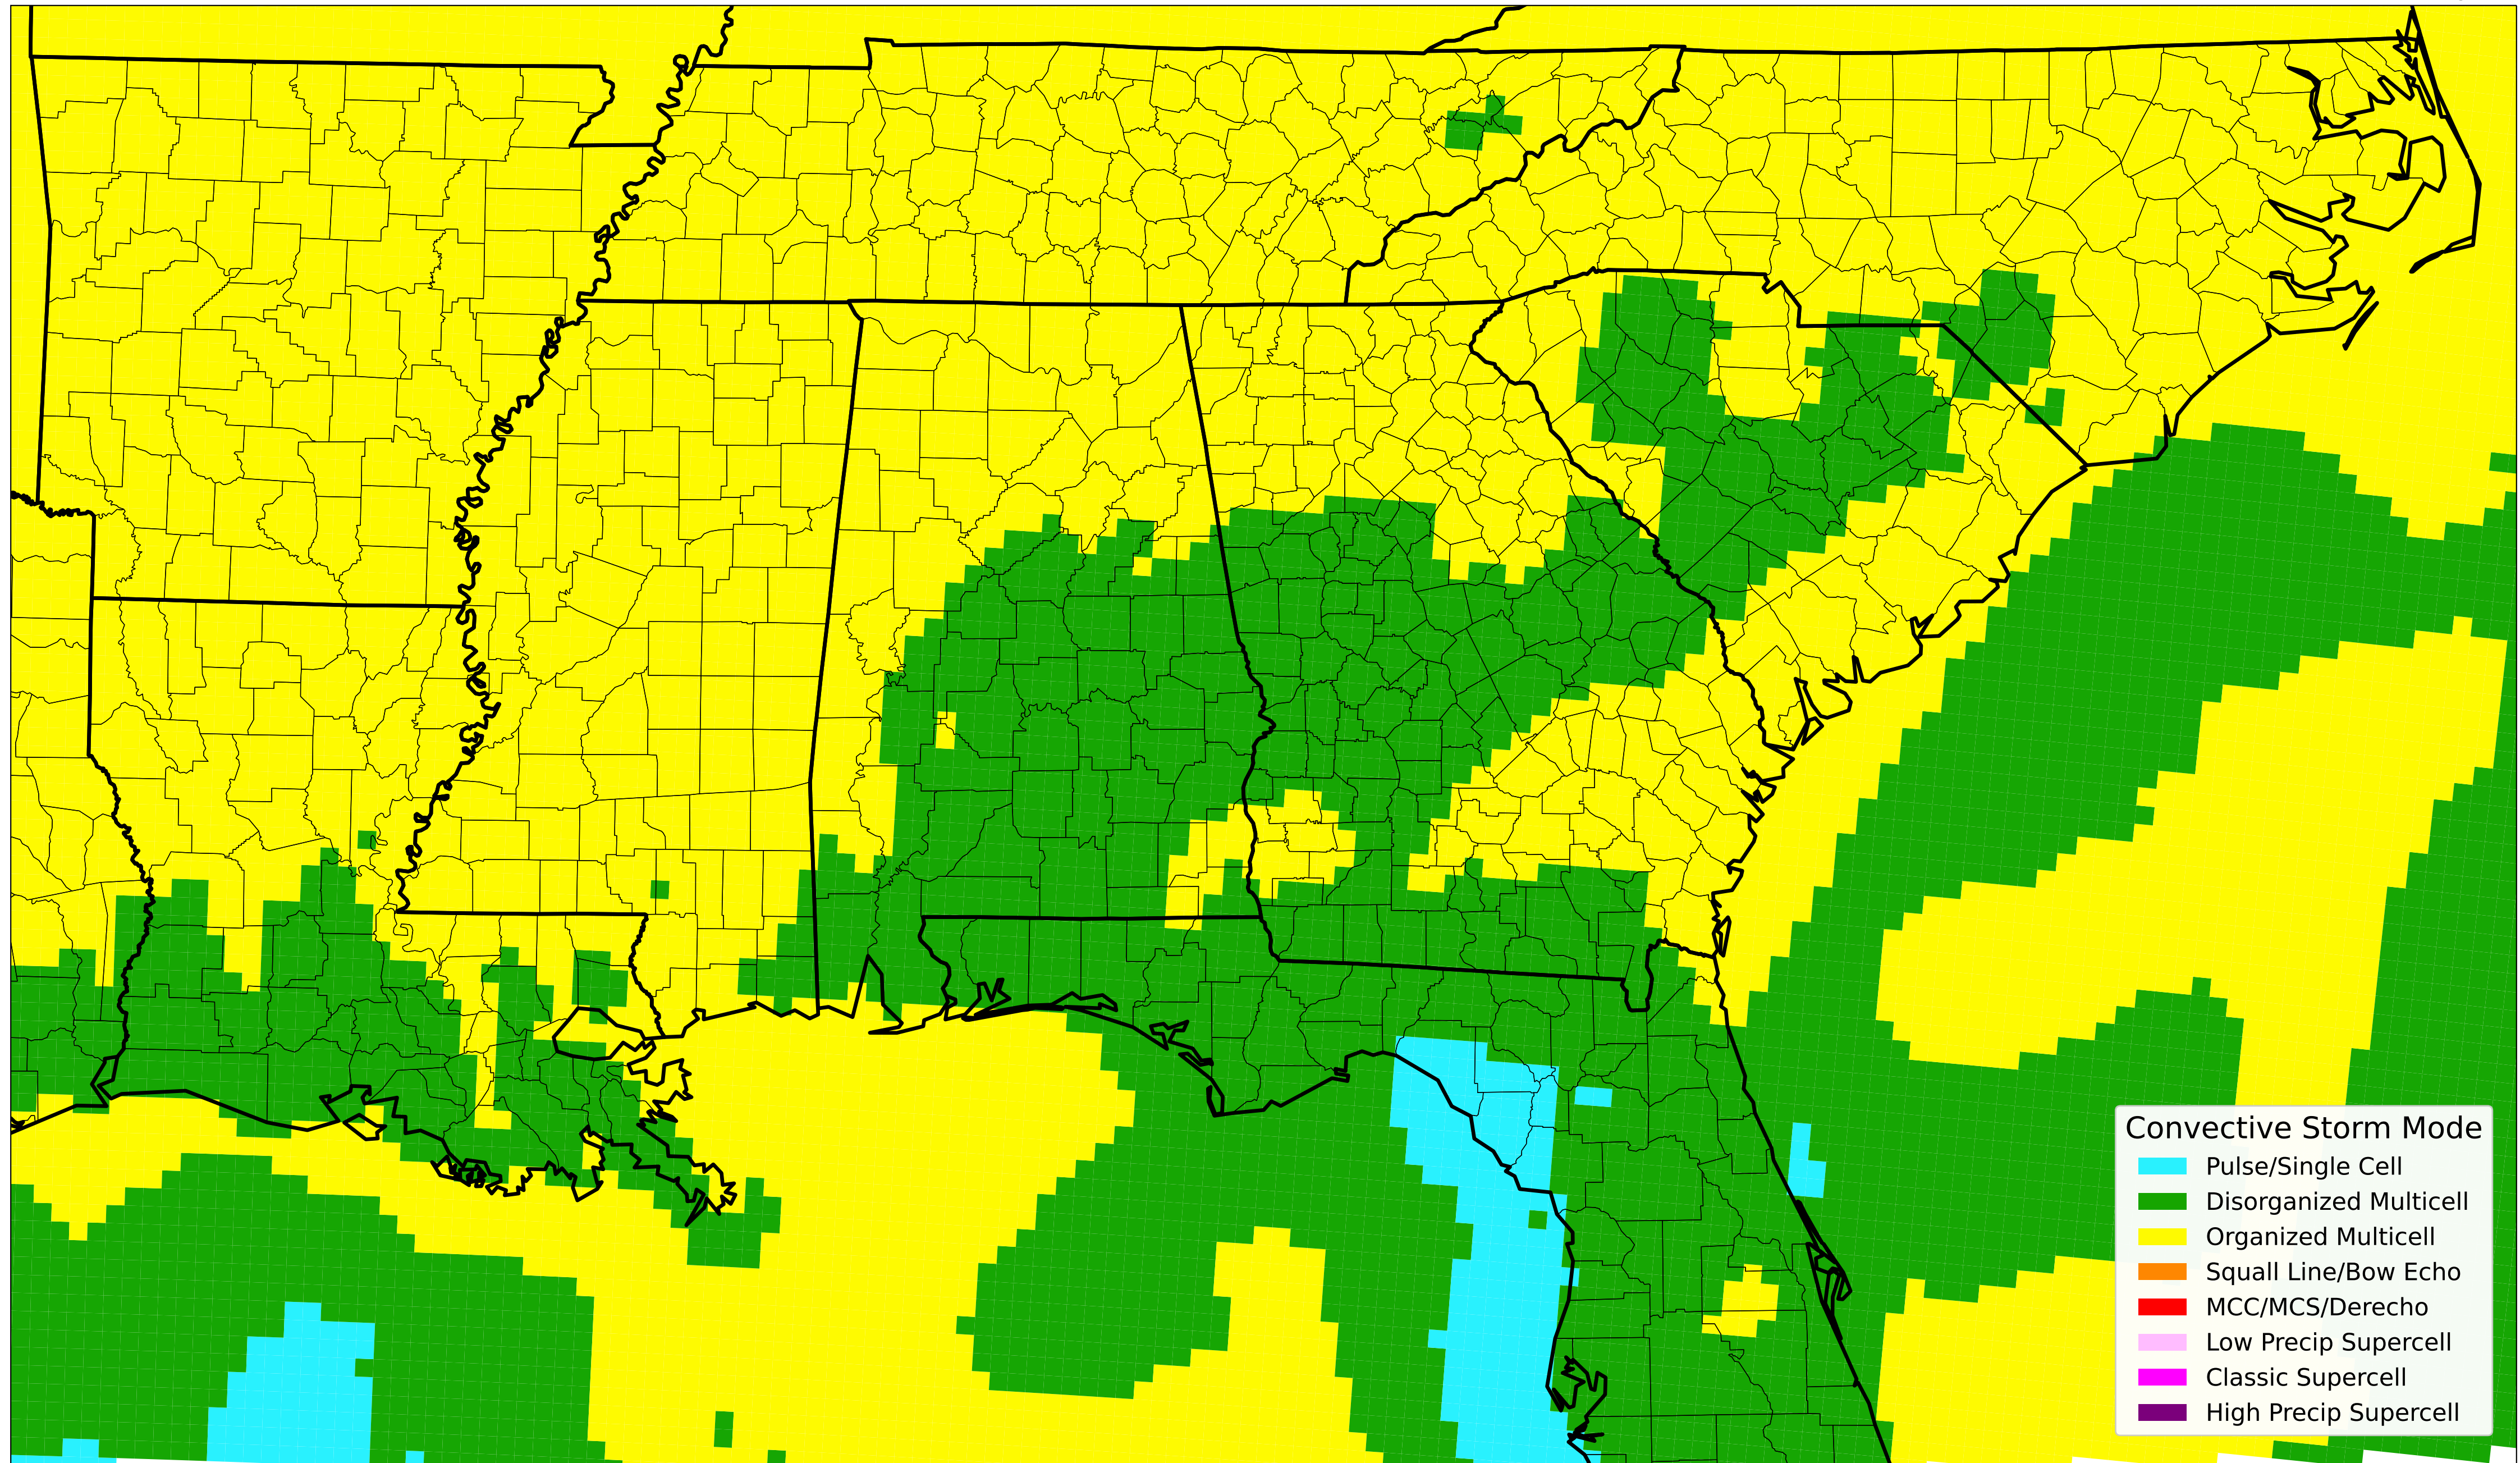 Convective Storm Mode
Pulse/Single Cell
Disorganized Multicell
Organized Multicell
Squall Line/Bow Echo
MCC/MCS/Derecho
Low Precip Supercell
Classic Supercell
High Precip Supercell